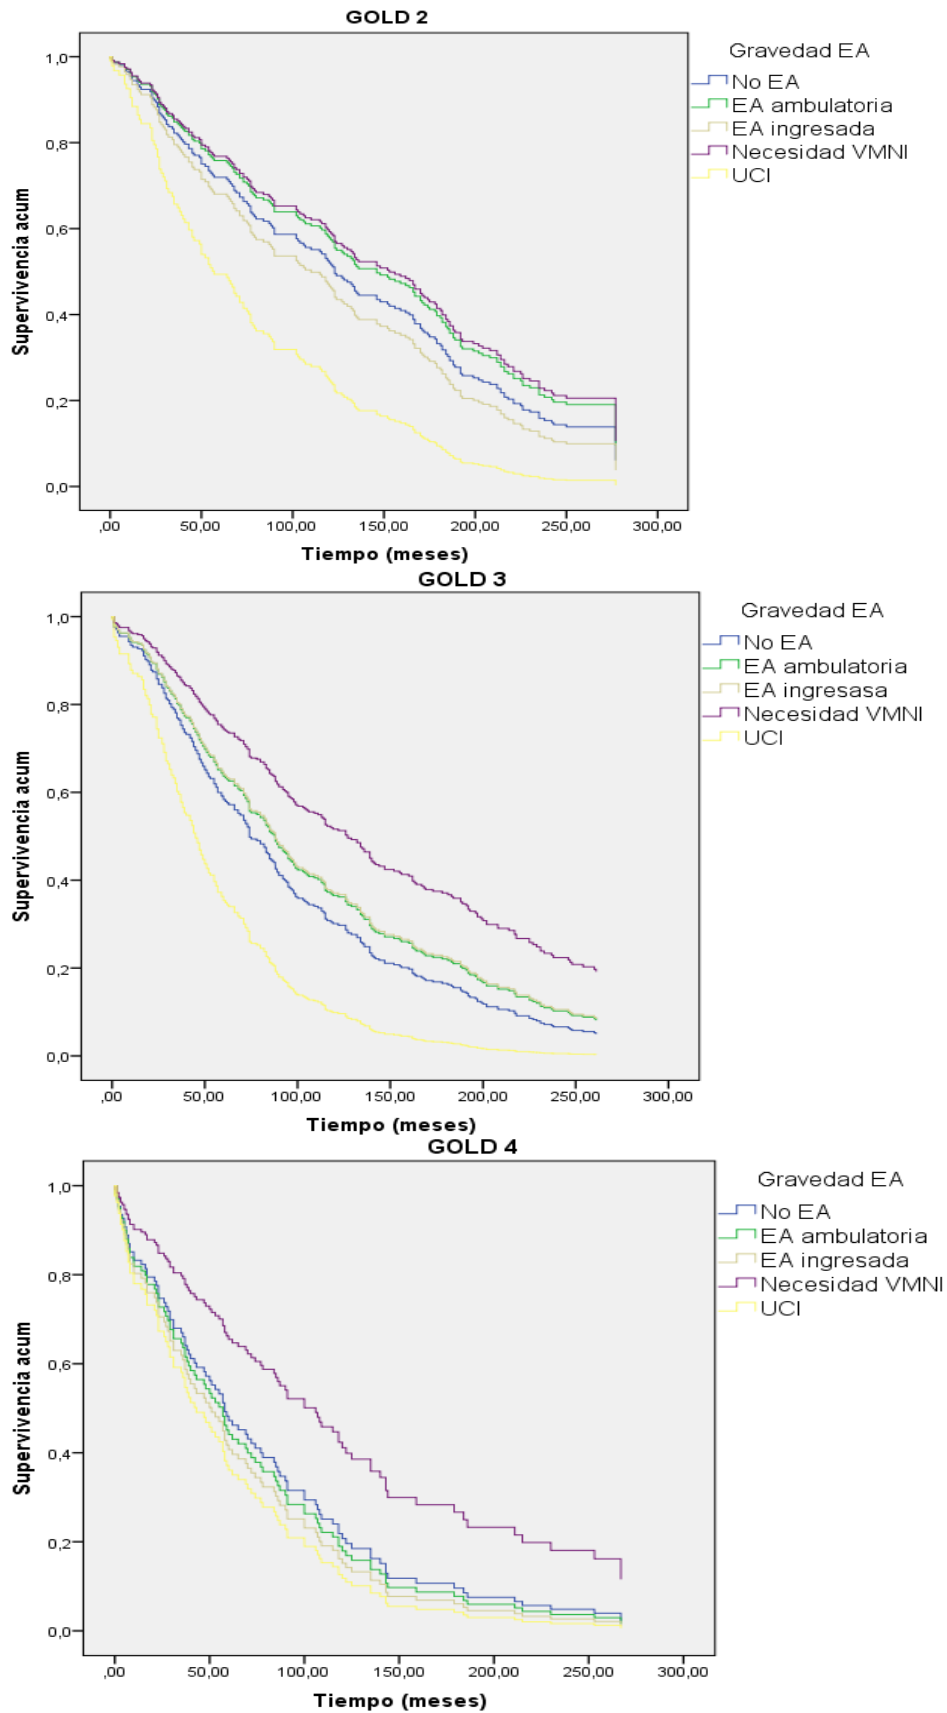 GOLD 2
Gravedad EA
No EA
EA ambulatoria
EA ingresada
Necesidad VMNI
UCI
Supervivencia acum
1,0
0,8
0,6
0,4
0,2
0,0
,00 50,00 100,00 150,00 200,00 250,00 300,00
Tiempo (meses)
GOLD 3
Gravedad EA
No EA
EA ambulatoria
EA ingresasa
Necesidad VMNI
UCI
Supervivencia acum
1,0
0,8
0,6
0,4
0,2
0,0
,00 50,00 100,00 150,00 200,00 250,00 300,00
Tiempo (meses)
GOLD 4
Gravedad EA
No EA
EA ambulatoria
EA ingresada
Necesidad VMNI
UCI
Supervivencia acum
1,0
0,8
0,6
0,4
0,2
0,0
,00 50,00 100,00 150,00 200,00 250,00 300,00
Tiempo (meses)